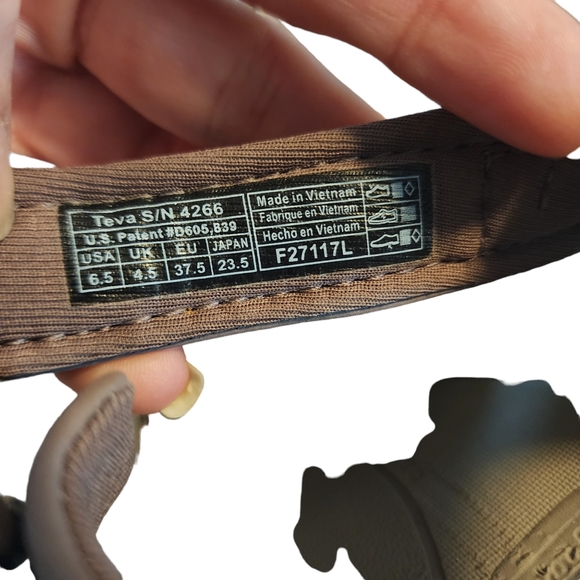 Teva S/N.4266
U.S. Patent #D605,839
USA UK EU JAPAN
6.5 4.5 37.5 23.5
Made in Vietnam
Fabrique en Vietnam
Hecho en Vietnam
F27117L